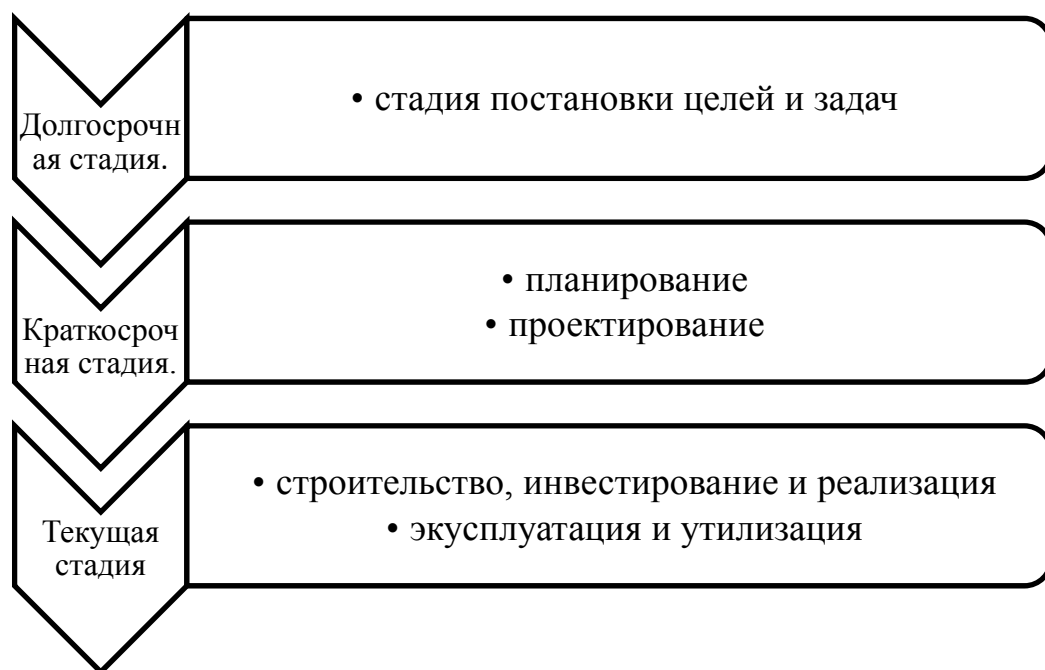 Долгосрочн
ая стадия.
• стадия постановки целей и задач
Краткосроч
ная стадия.
• планирование
• проектирование
Текущая
стадия
• строительство, инвестирование и реализация
• экусплуатация и утилизация